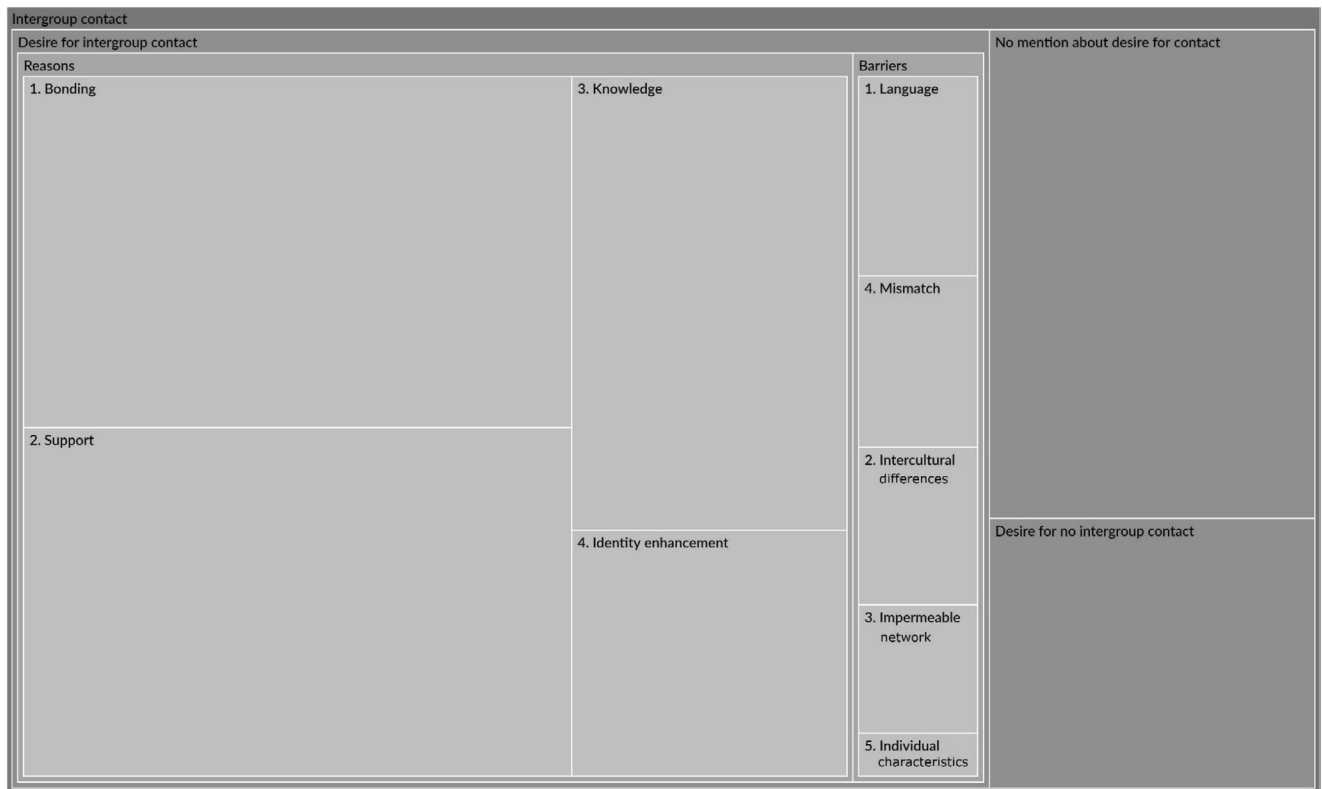 Intergroup contact
Desire for intergroup contact
Reasons
1. Bonding
2. Support
3. Knowledge
4. Identity enhancement
Barriers
1. Language
4. Mismatch
2. Intercultural
differences
3. Impermeable
network
5. Individual
characteristics
No mention about desire for contact
Desire for no intergroup contact